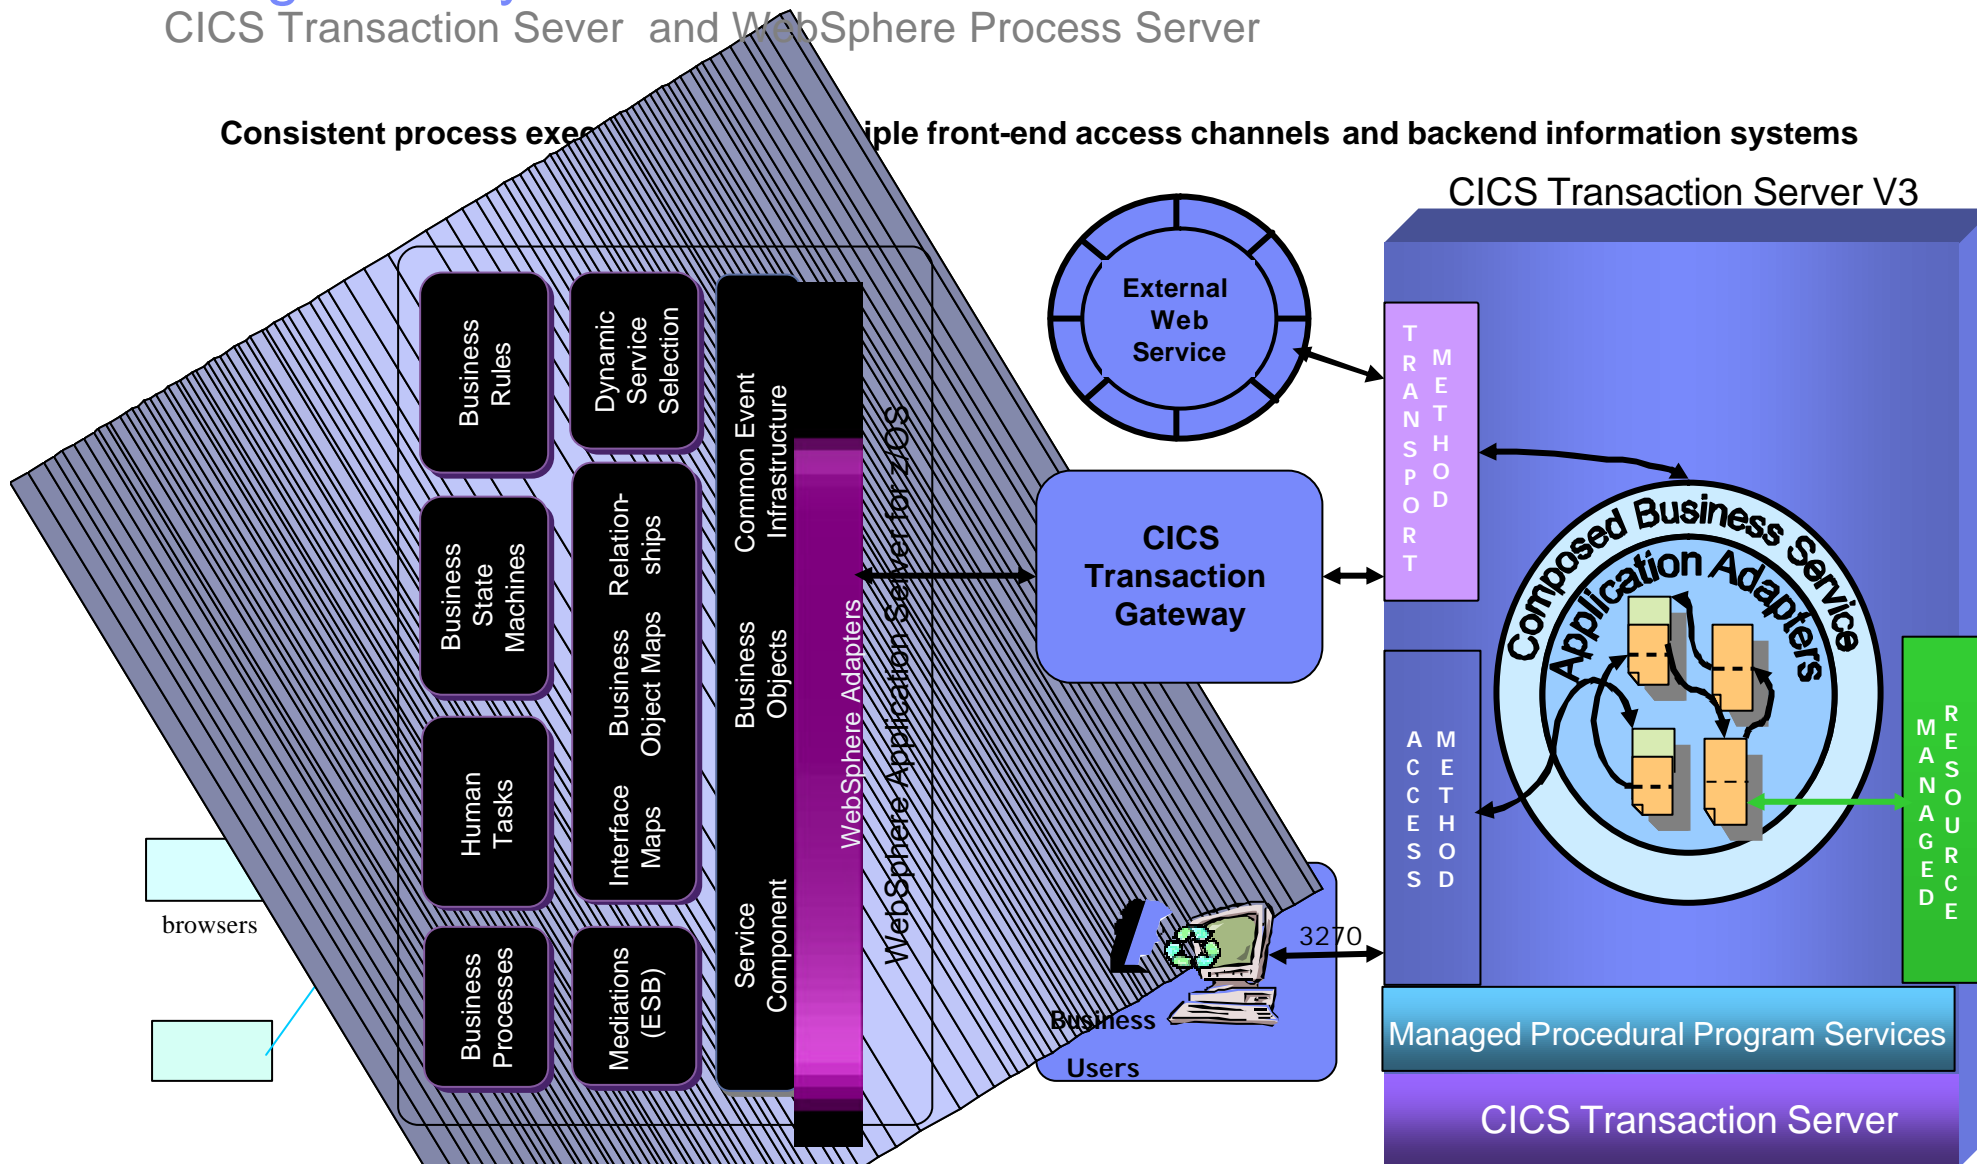 CICS Transaction Sever and WebSphere Process Server
Consistent process exe
iple front-end access channels and backend information systems
CICS Transaction Server V3
Business
Rules
Dynamic
Service
Selection
Common Event
Infrastructure
Business
State
Machines
Relation-
ships
Business
Object Maps
Interface
Maps
Business
Objects
Human
Tasks
Service
Component
Business
Processes
Mediations
(ESB)
WebSphere Adapters
WebSphere Application Server for z/OS
browsers
External
Web
Service
CICS
Transaction
Gateway
3270
Business
Users
TRANSPORT
METHOD
ACCESS
METHOD
Composed Business Service
Application Adapters
MANAGED
RESOURCE
Managed Procedural Program Services
CICS Transaction Server